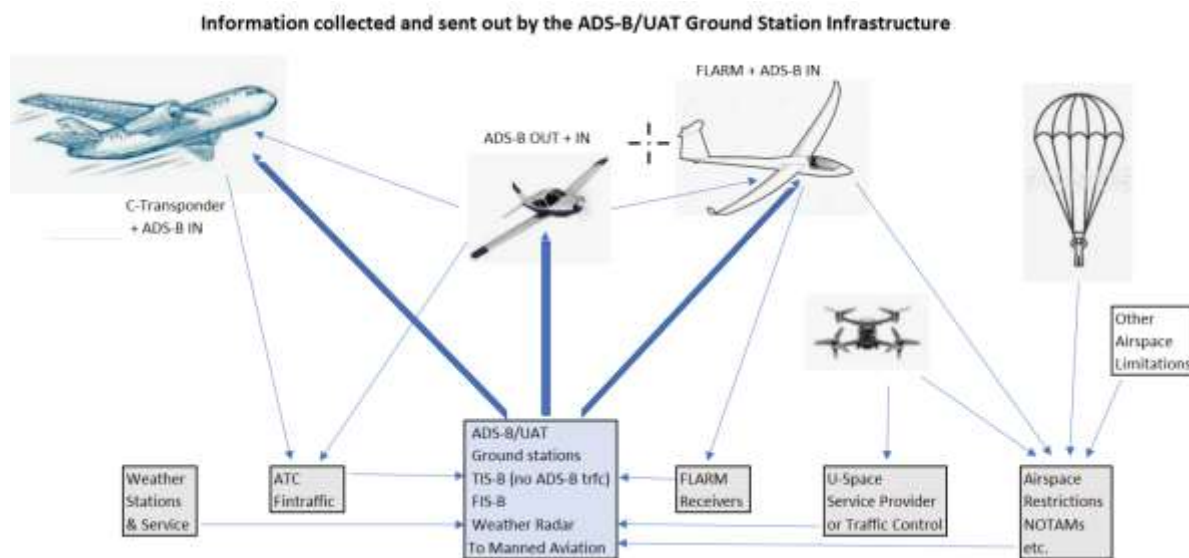 Information collected and sent out by the ADS-B/UAT Ground Station Infrastructure
FLARM + ADS-B IN
ADS-B OUT + IN
C-Transponder
+ ADS-B IN
Other
Airspace
Limitations
Weather
Stations
& Service
ATC
Fintraffic
ADS-B/UAT
Ground stations
TIS-B (no ADS-B trfc)
FIS-B
Weather Radar
To Manned Aviation
FLARM
Receivers
U-Space
Service Provider
or Traffic Control
Airspace
Restrictions
NOTAMs
etc.